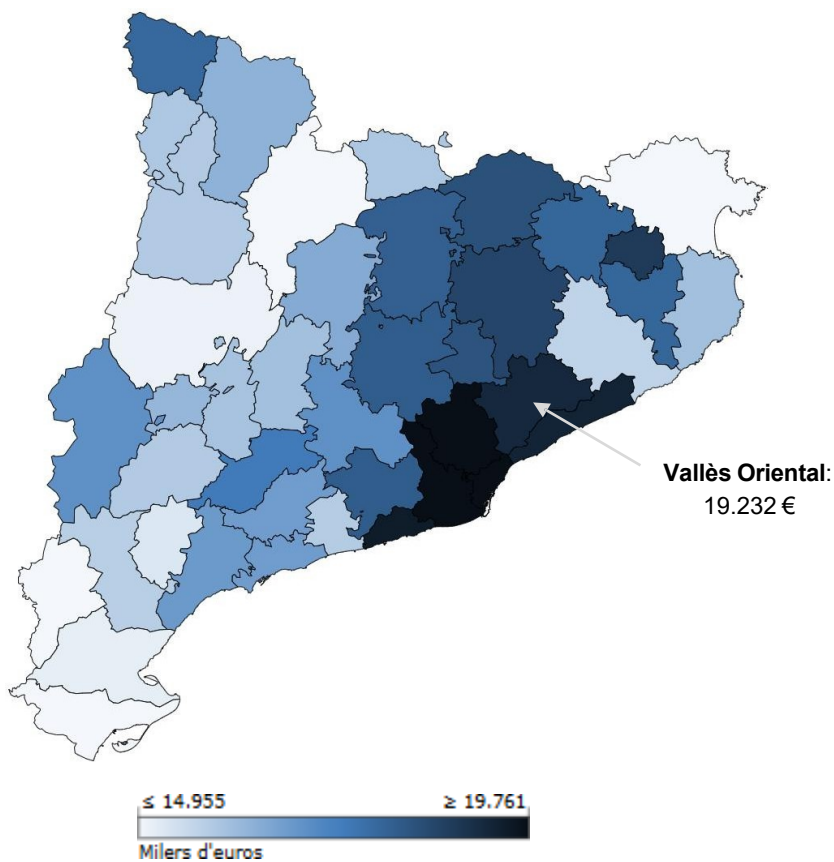 Vallès Oriental:
19.232 €
≤ 14.955 ≥ 19.761
Milers d'euros